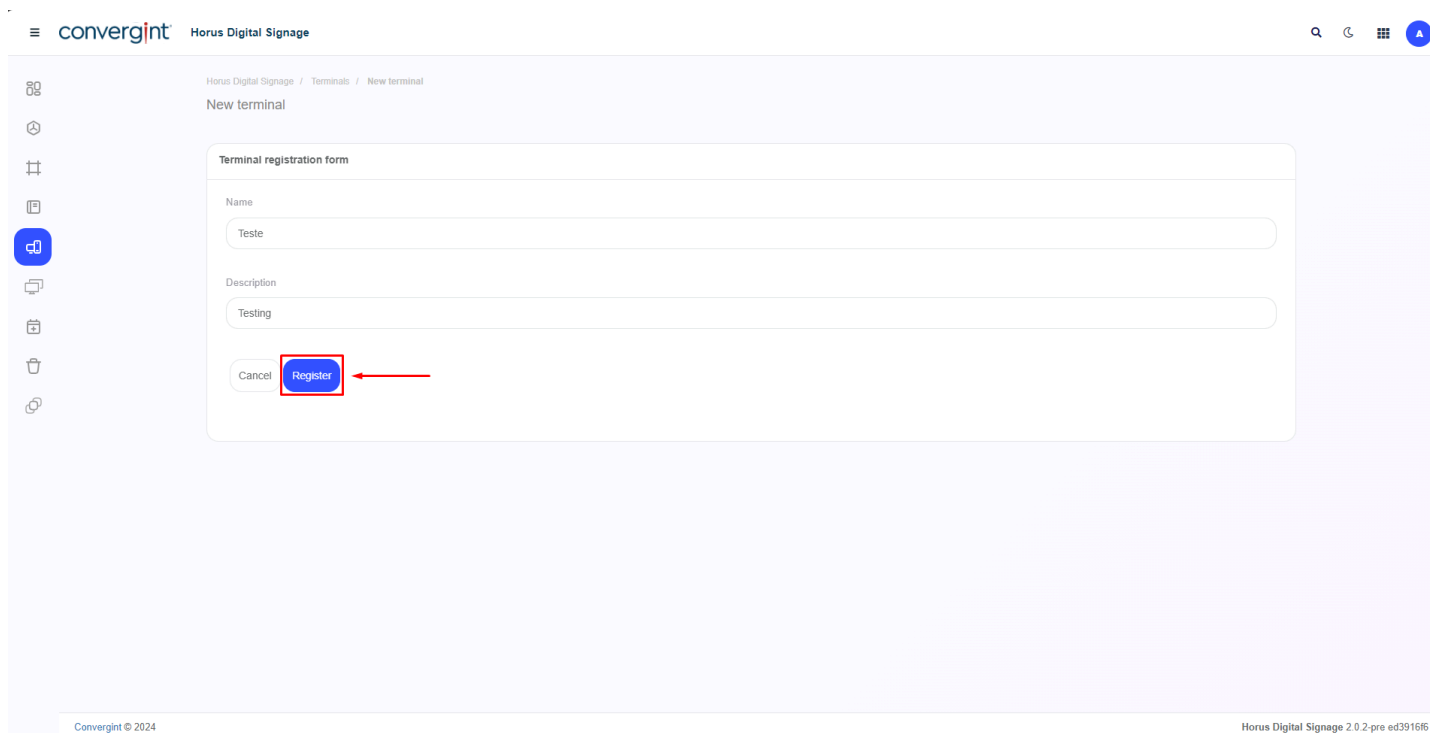 convergint Horus Digital Signage A
Horus Digital Signage / Terminals / New terminal
New terminal
Terminal registration form
Name
Teste
Description
Testing
Cancel Register
Convergint © 2024 Horus Digital Signage 2.0.2-pre ed3916f6